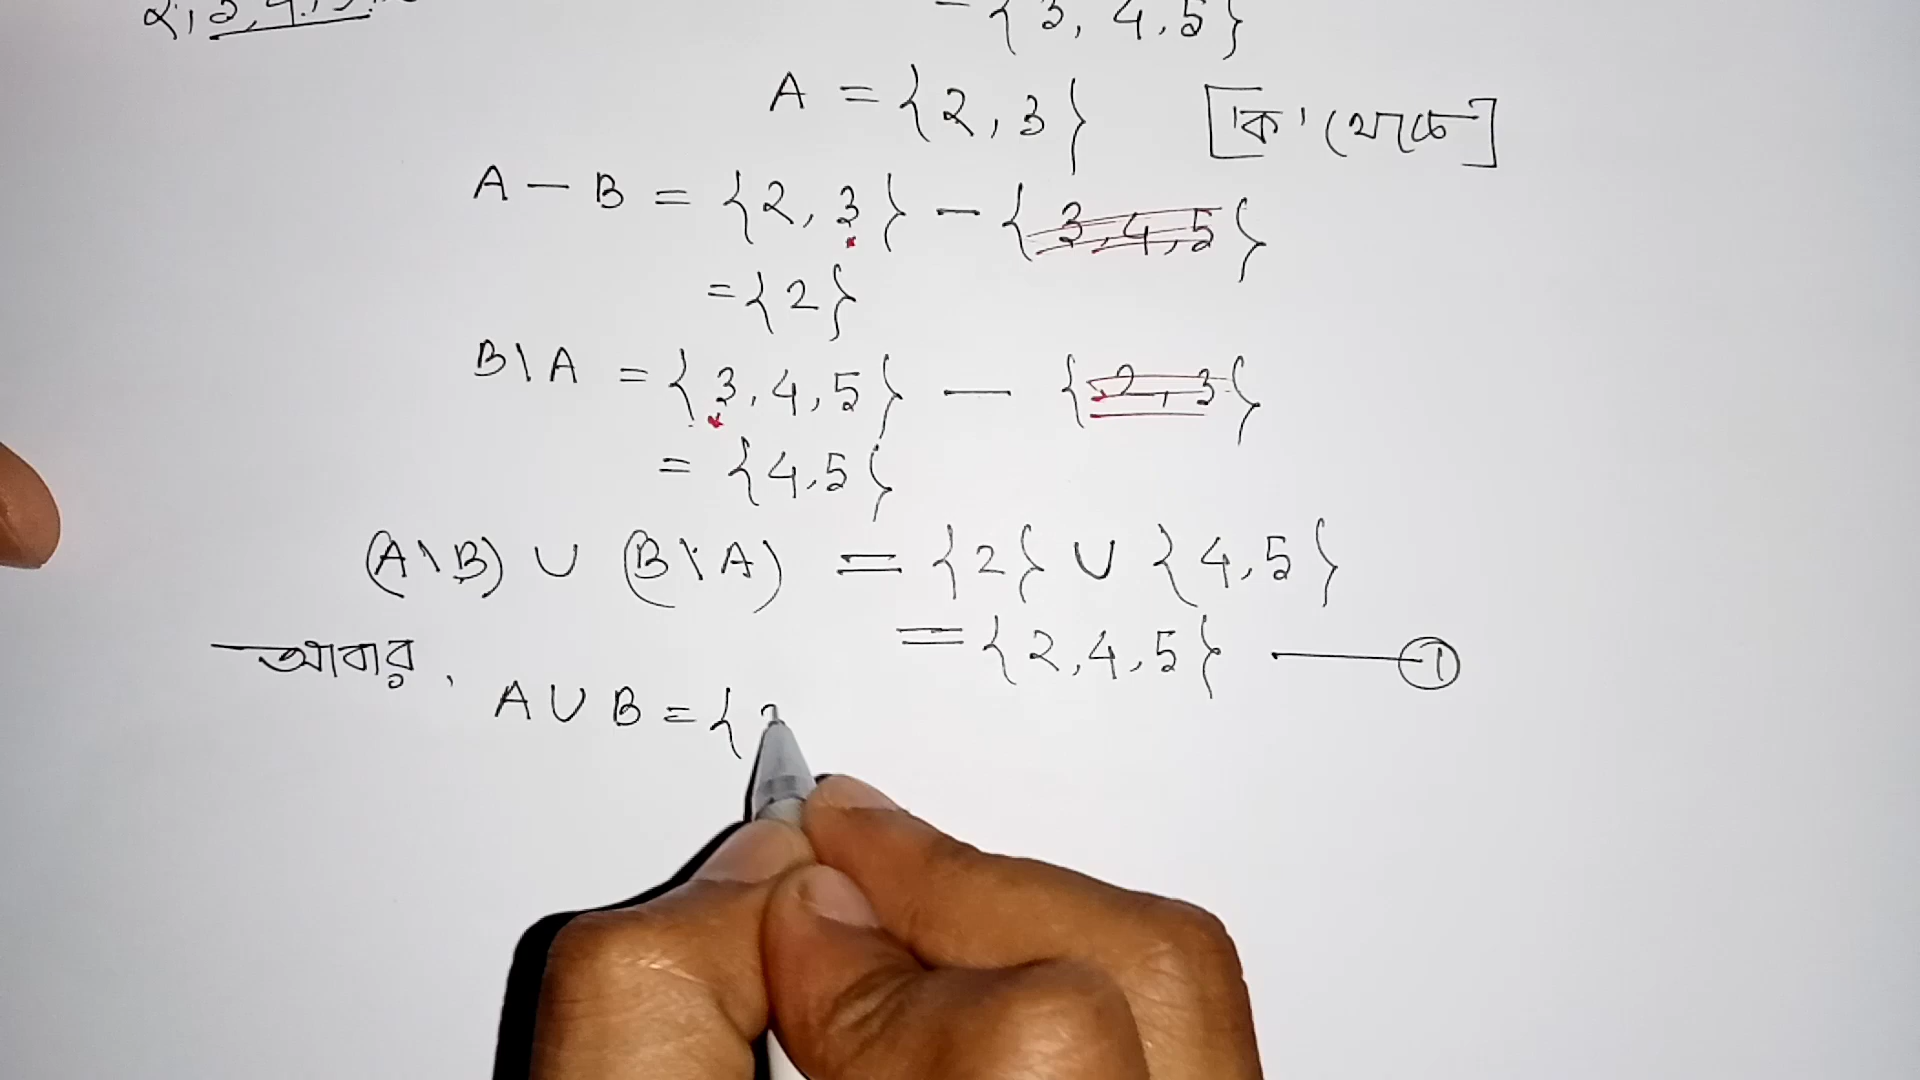 = {3, 4, 5}
A = {2, 3} ['ক' থেকে]
A - B = {2, 3} - {3, 4, 5}
= {2}
B \ A = {3, 4, 5} - {2, 3}
= {4, 5}
(A \ B) ∪ (B \ A) = {2} ∪ {4, 5}
= {2, 4, 5} — ①
আবার,
A ∪ B = {2